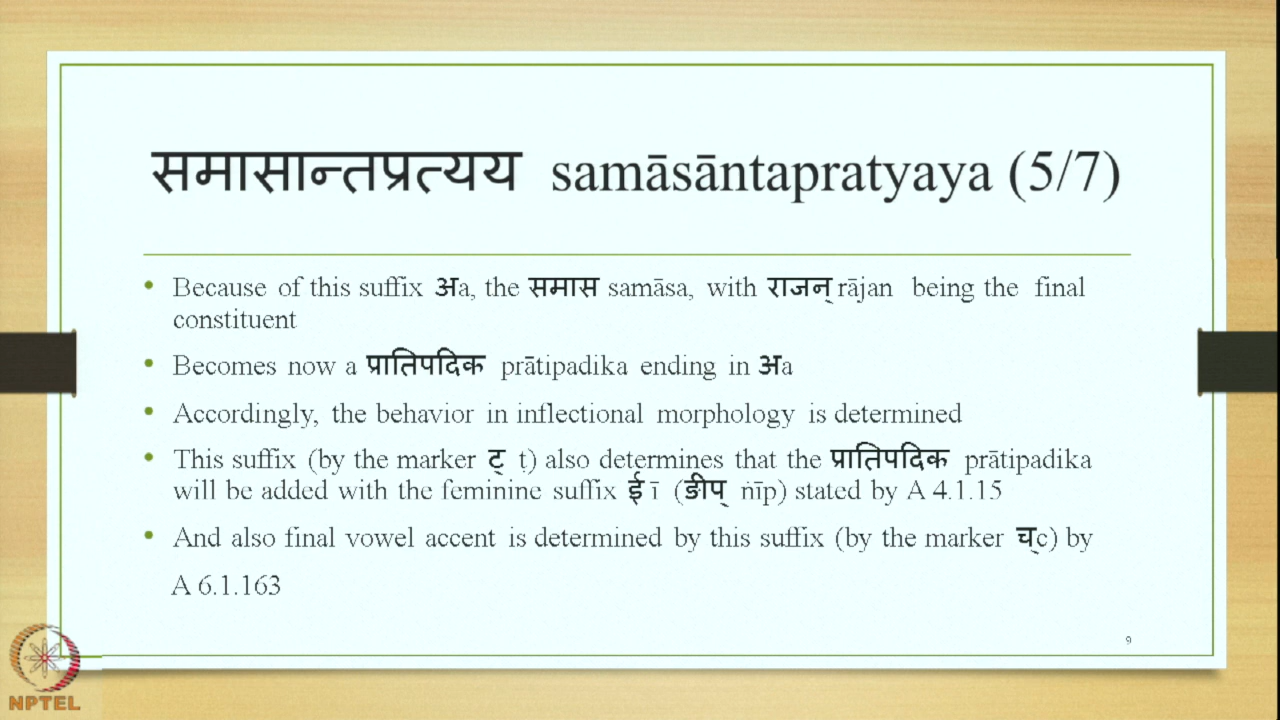 समासान्तप्रत्यय samāsāntapratyaya (5/7)
• Because of this suffix अa, the समास samāsa, with राजन् rājan being the final
constituent
• Becomes now a प्रातिपदिक prātipadika ending in अa
• Accordingly, the behavior in inflectional morphology is determined
• This suffix (by the marker ट् t) also determines that the प्रातिपदिक prātipadika
will be added with the feminine suffix ई ī (ङीप् ṅīp) stated by A 4.1.15
• And also final vowel accent is determined by this suffix (by the marker च्c) by
A 6.1.163
9
NPTEL